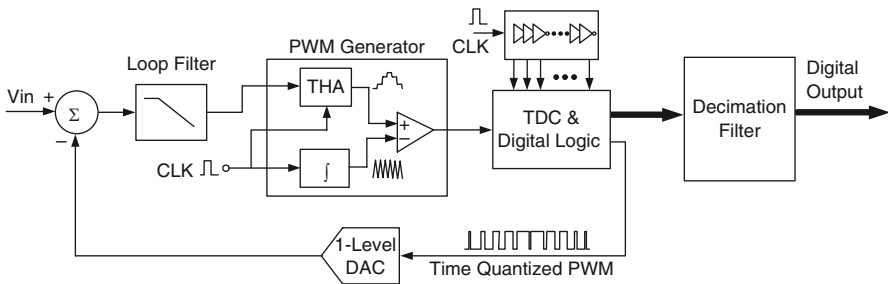 CLK
PWM Generator
Loop Filter
THA
Vin
+
Σ
−
+
−
TDC &
Digital Logic
Decimation
Filter
Digital
Output
CLK
∫
1-Level
DAC
Time Quantized PWM